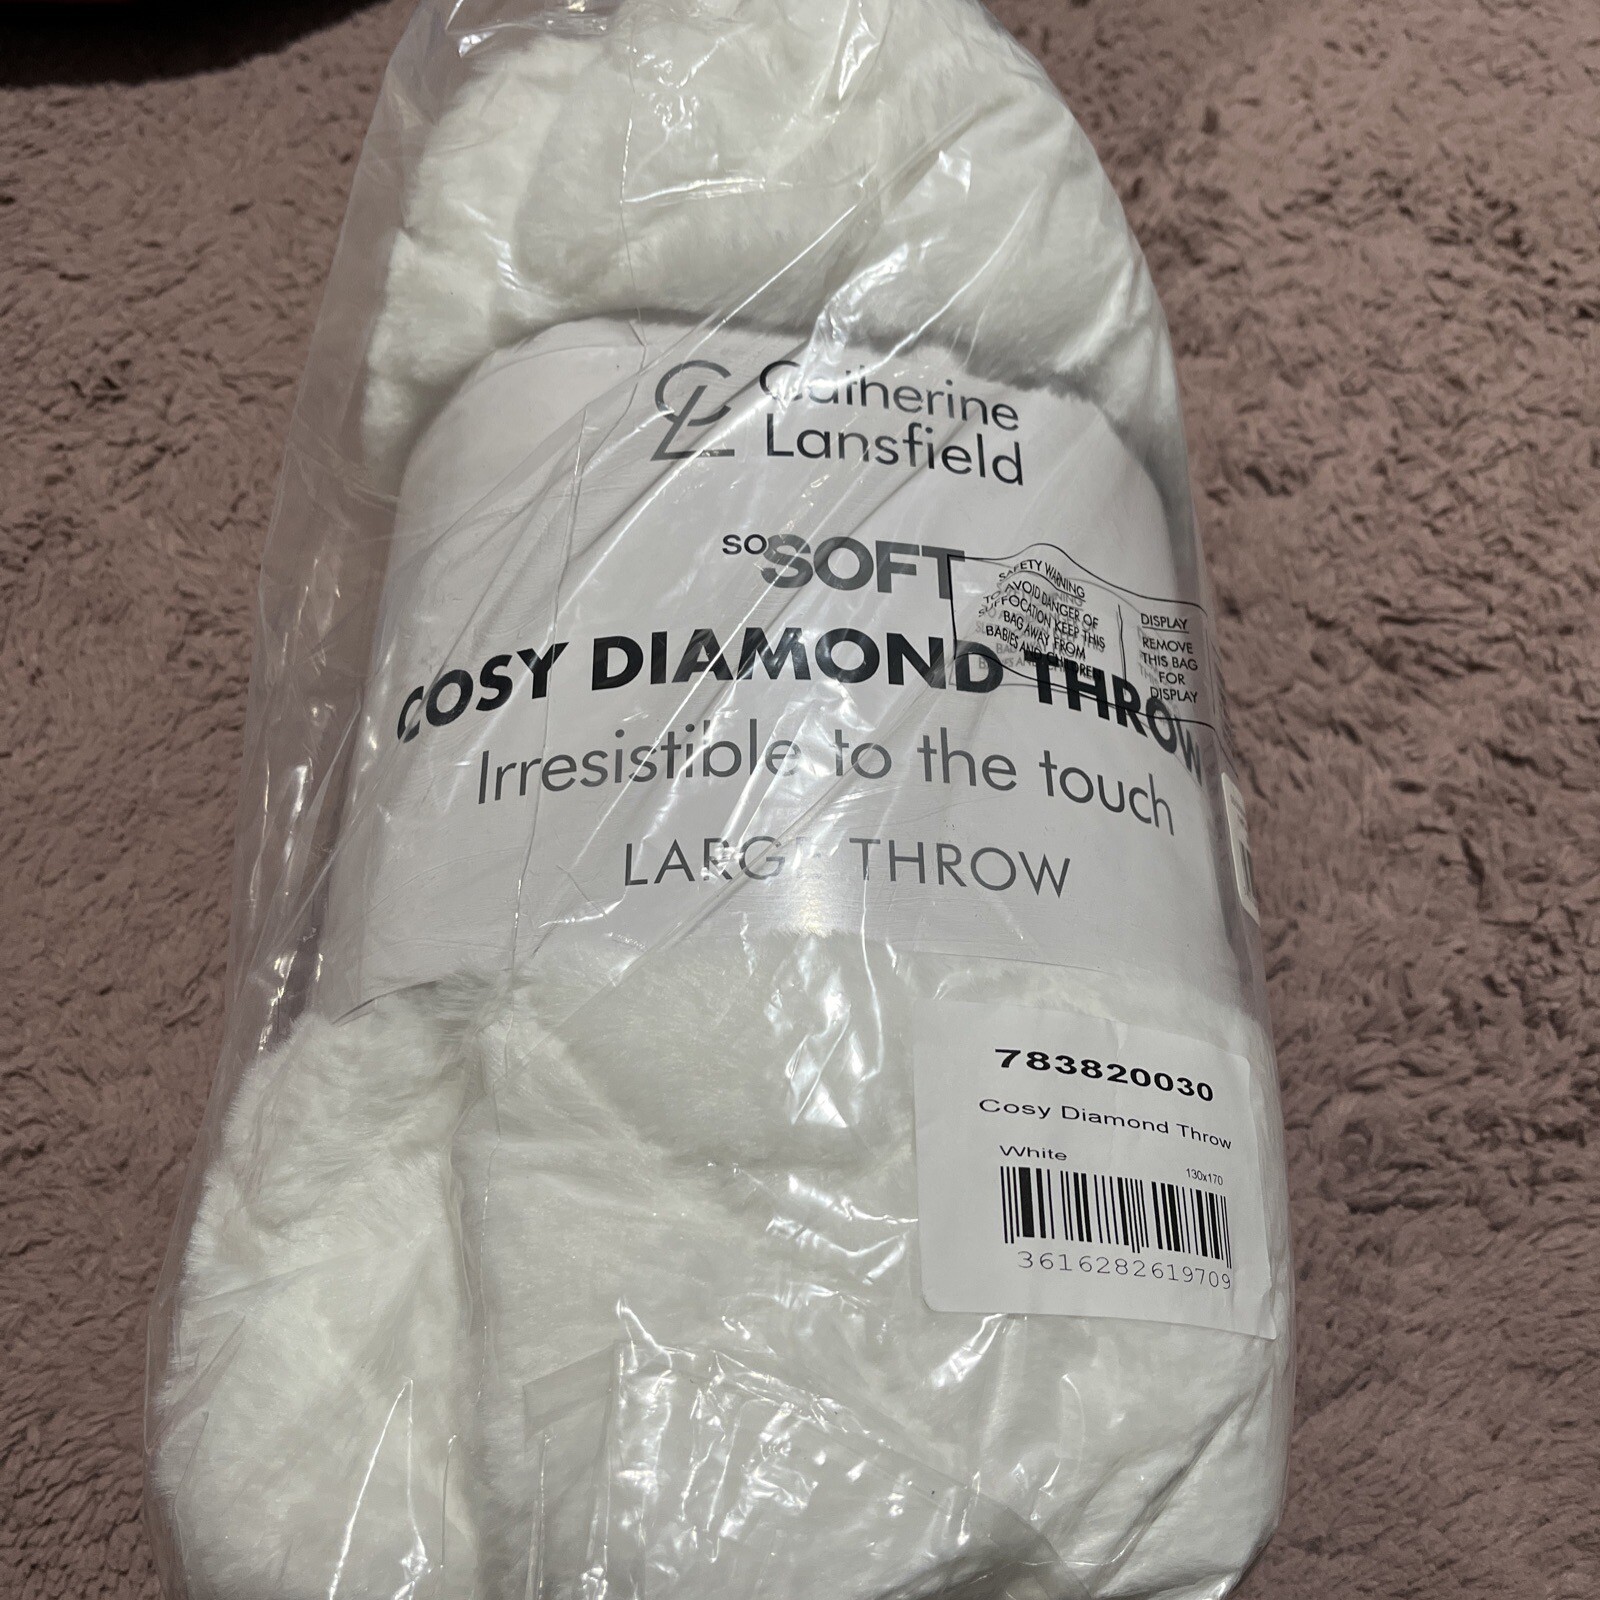 CL
Catherine
Lansfield
SO SOFT
COSY DIAMOND THROW
Irresistible to the touch
LARGE THROW
SAFETY WARNING
TO AVOID DANGER OF
SUFFOCATION KEEP THIS
BAG AWAY FROM
BABIES AND CHILDREN
DISPLAY
REMOVE
THIS BAG
FOR
DISPLAY
783820030
Cosy Diamond Throw
White
130x170
3616282619709